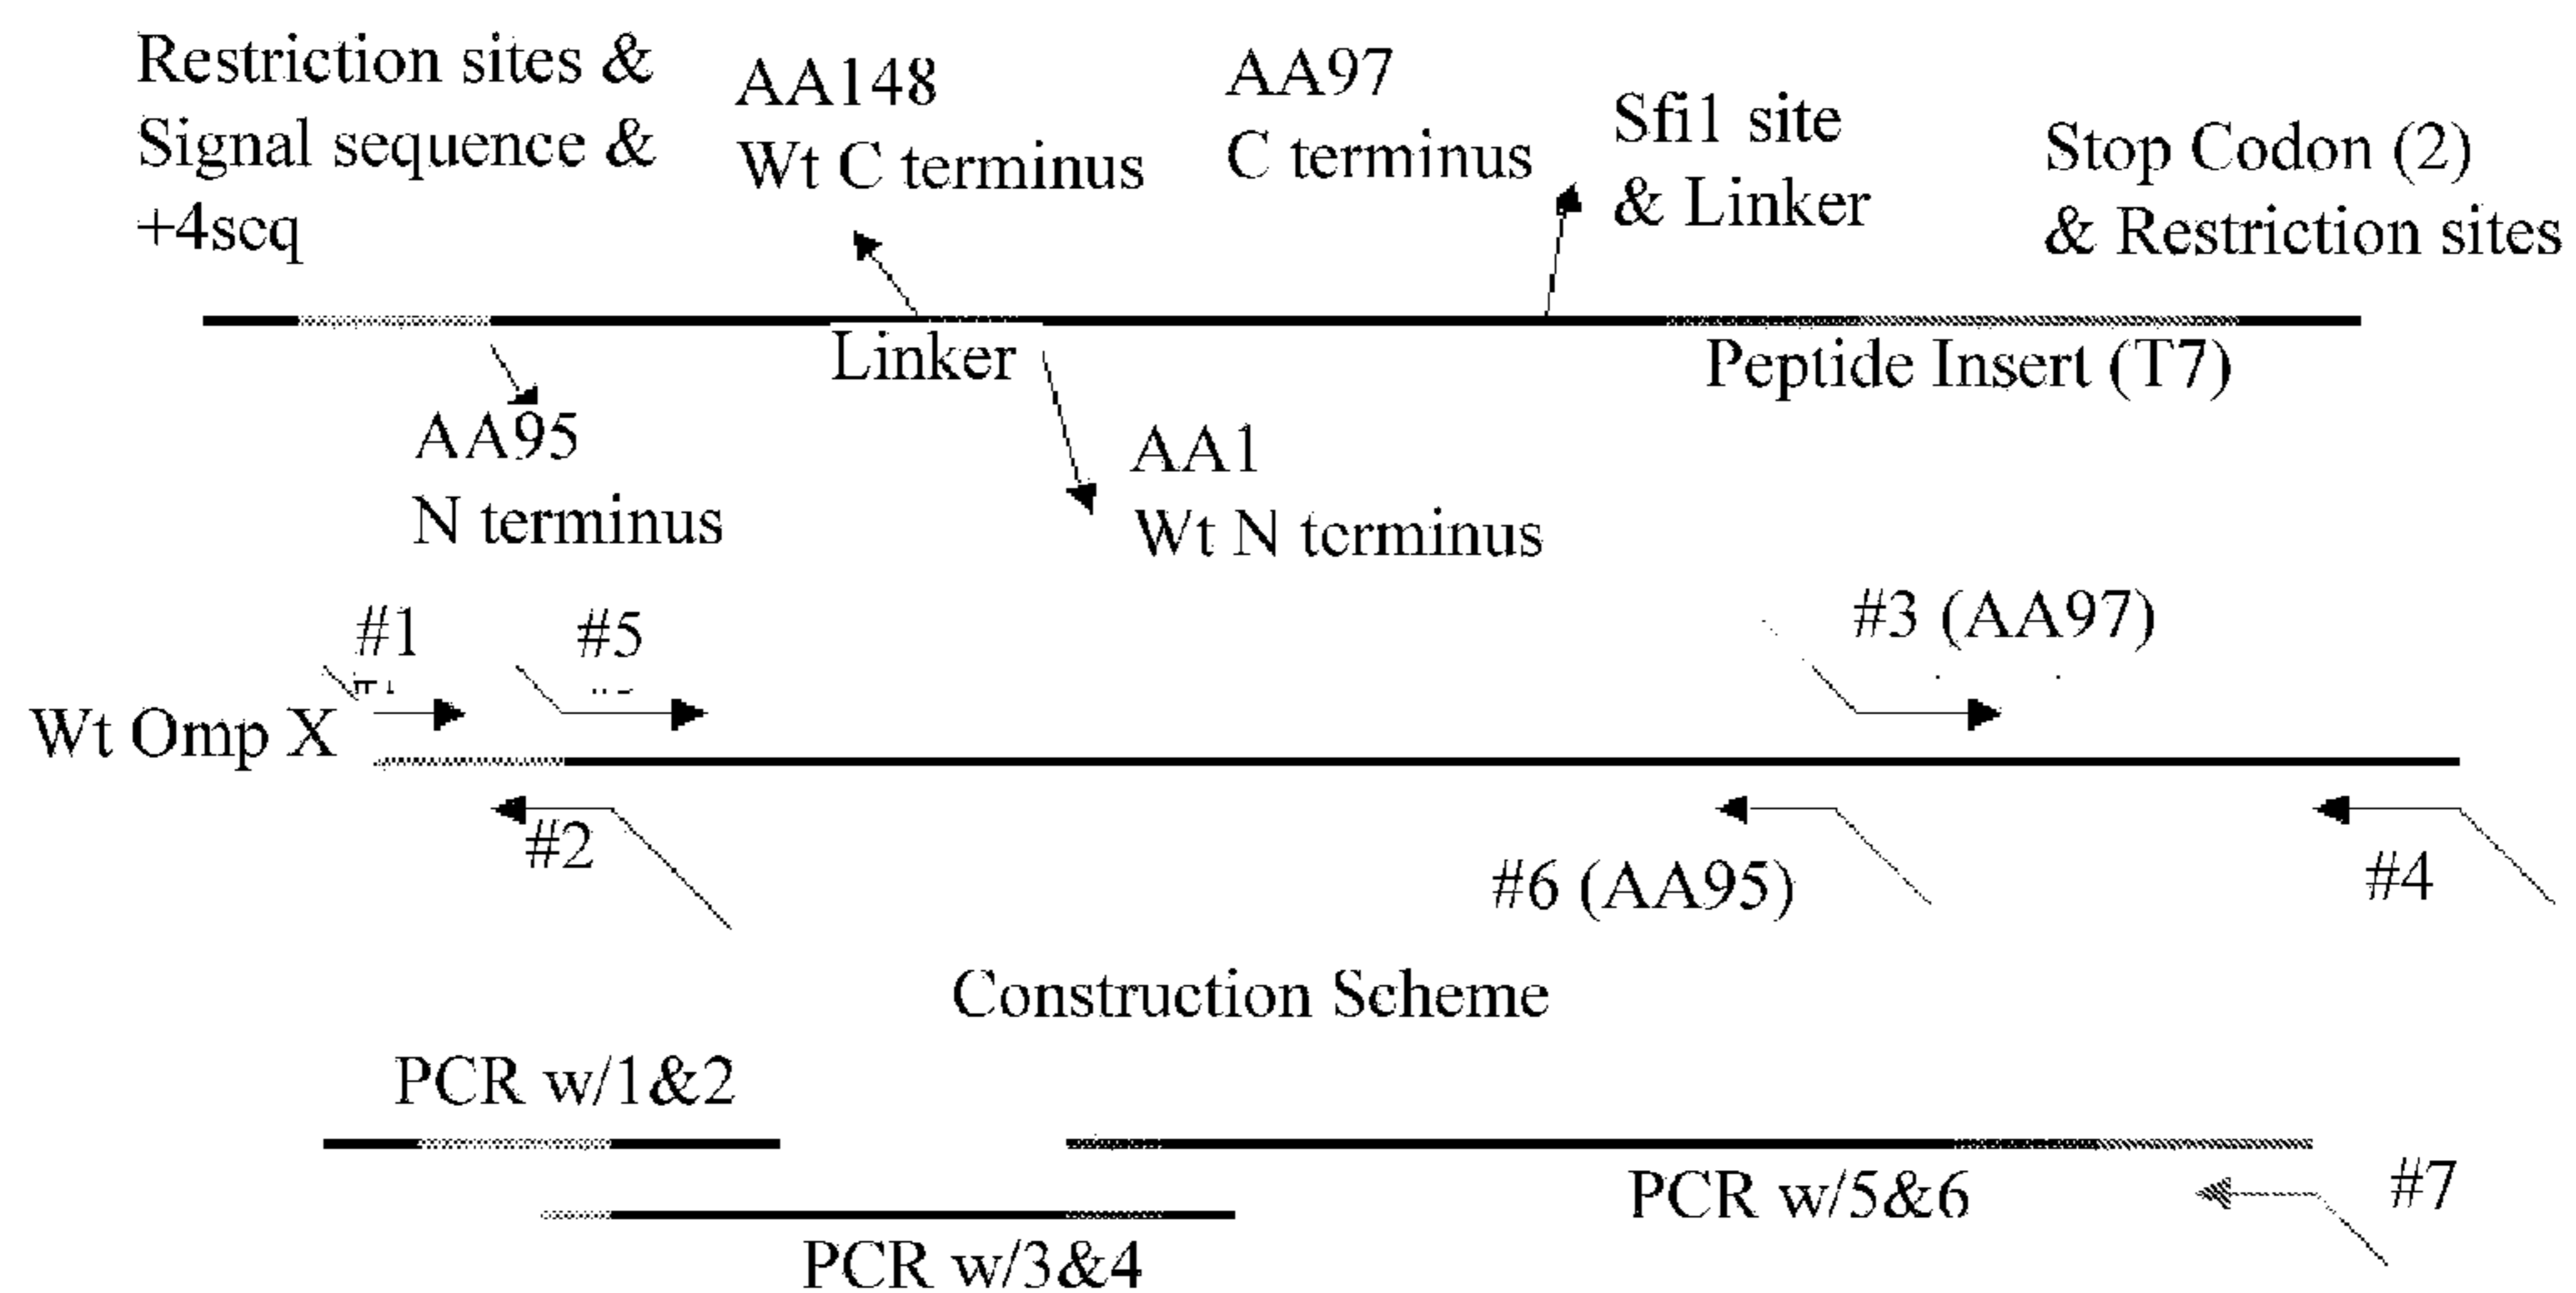 Restriction sites &
Signal sequence &
+4scq
AA148
Wt C terminus
AA97
C terminus
Sfi1 site
& Linker
Stop Codon (2)
& Restriction sites
Linker
Peptide Insert (T7)
AA95
N terminus
AA1
Wt N tcrminus
#1
#5
#3 (AA97)
Wt Omp X
#2
#6 (AA95)
#4
Construction Scheme
PCR w/1&2
PCR w/5&6
#7
PCR w/3&4